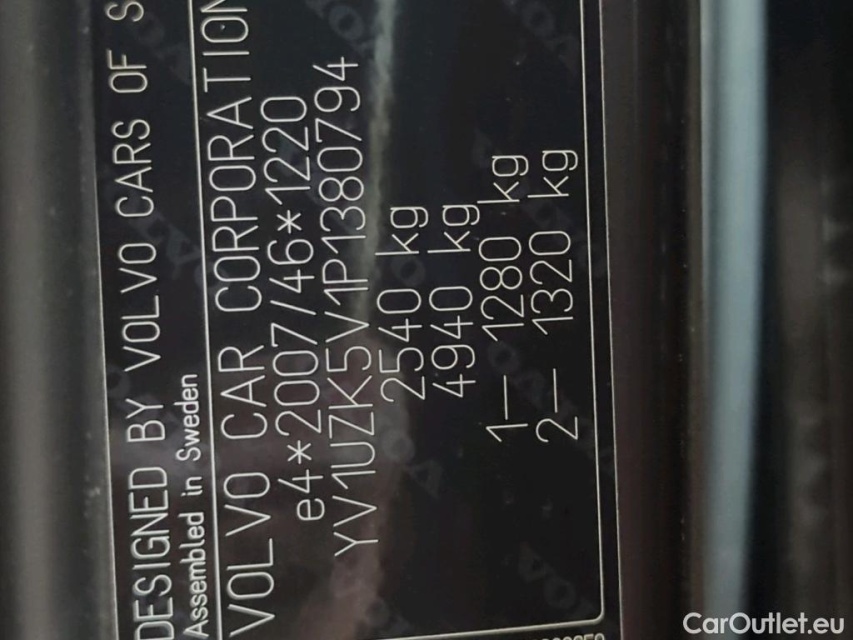 DESIGNED BY VOLVO CARS OF S
Assembled in Sweden
VOLVO CAR CORPORATION
e4*2007/46*1220
YV1UZK5V1P1380794
2540 kg
4940 kg
1– 1280 kg
2– 1320 kg
CarOutlet.eu